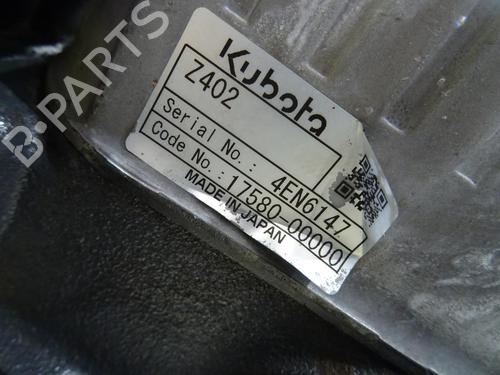 Kubota
Z402
Serial No.: 4EN6147
Code No.: 17580-00000
MADE IN JAPAN
B-PARTS